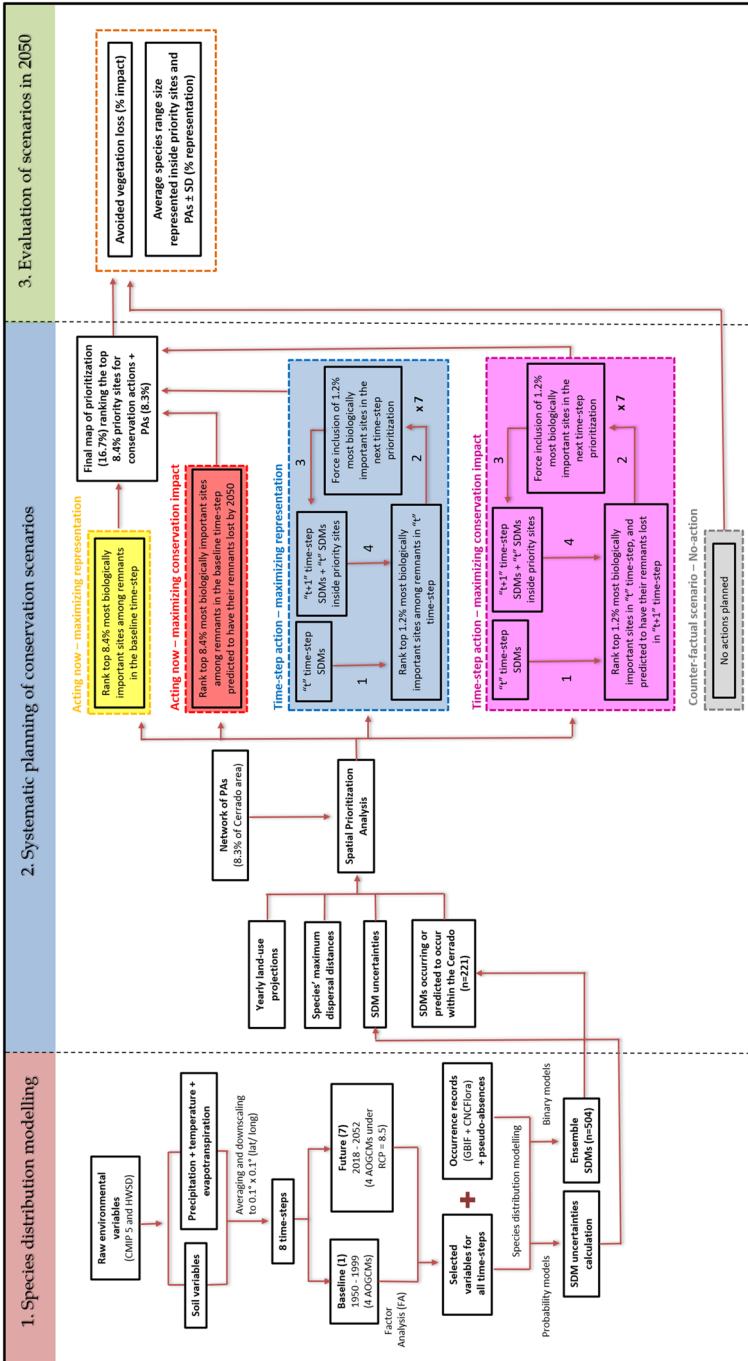 1. Species distribution modelling
Raw environmental
variables
(CMIP 5 and HWSD)
Soil variables
Precipitation + temperature +
evapotranspiration
Averaging and downscaling
to 0.1° x 0.1° (lat/ long)
8 time-steps
Baseline (1)
1950 - 1999
(4 AOGCMs)
Future (7)
2018 - 2052
(4 AOGCMs under
RCP = 8.5)
Factor
Analysis (FA)
Selected
variables for
all time-steps
Occurrence records
(GBIF + CNCFlora)
+ pseudo-absences
Species distribution modelling
Probability models
Binary models
SDM uncertainties
calculation
Ensemble
SDMs (n=504)
2. Systematic planning of conservation scenarios
Yearly land-use
projections
Species' maximum
dispersal distances
SDM uncertainties
SDMs occurring or
predicted to occur
within the Cerrado
(n=221)
Network of PAs
(8.3% of Cerrado area)
Spatial Prioritization
Analysis
Acting now – maximizing representation
Rank top 8.4% most biologically
important sites among remnants
in the baseline time-step
Acting now – maximizing conservation impact
Rank top 8.4% most biologically important sites
among remnants in the baseline time-step
predicted to have their remnants lost by 2050
Time-step action – maximizing representation
"t" time-step
SDMs
"t+1" time-step
SDMs + "t" SDMs
inside priority sites
3
Force inclusion of 1.2%
most biologically
important sites in the
next time-step
prioritization
1
4
2
x 7
Rank top 1.2% most biologically
important sites among remnants in "t"
time-step
Time-step action – maximizing conservation impact
"t" time-step
SDMs
"t+1" time-step
SDMs + "t" SDMs
inside priority sites
3
Force inclusion of 1.2%
most biologically
important sites in the
next time-step
prioritization
1
4
2
x 7
Rank top 1.2% most biologically
important sites in "t" time-step, and
predicted to have their remnants lost
in "t+1" time-step
Counter-factual scenario – No-action
No actions planned
Final map of prioritization
(16.7%) ranking the top
8.4% priority sites for
conservation actions +
PAs (8.3%)
3. Evaluation of scenarios in 2050
Avoided vegetation loss (% impact)
Average species range size
represented inside priority sites and
PAs ± SD (% representation)